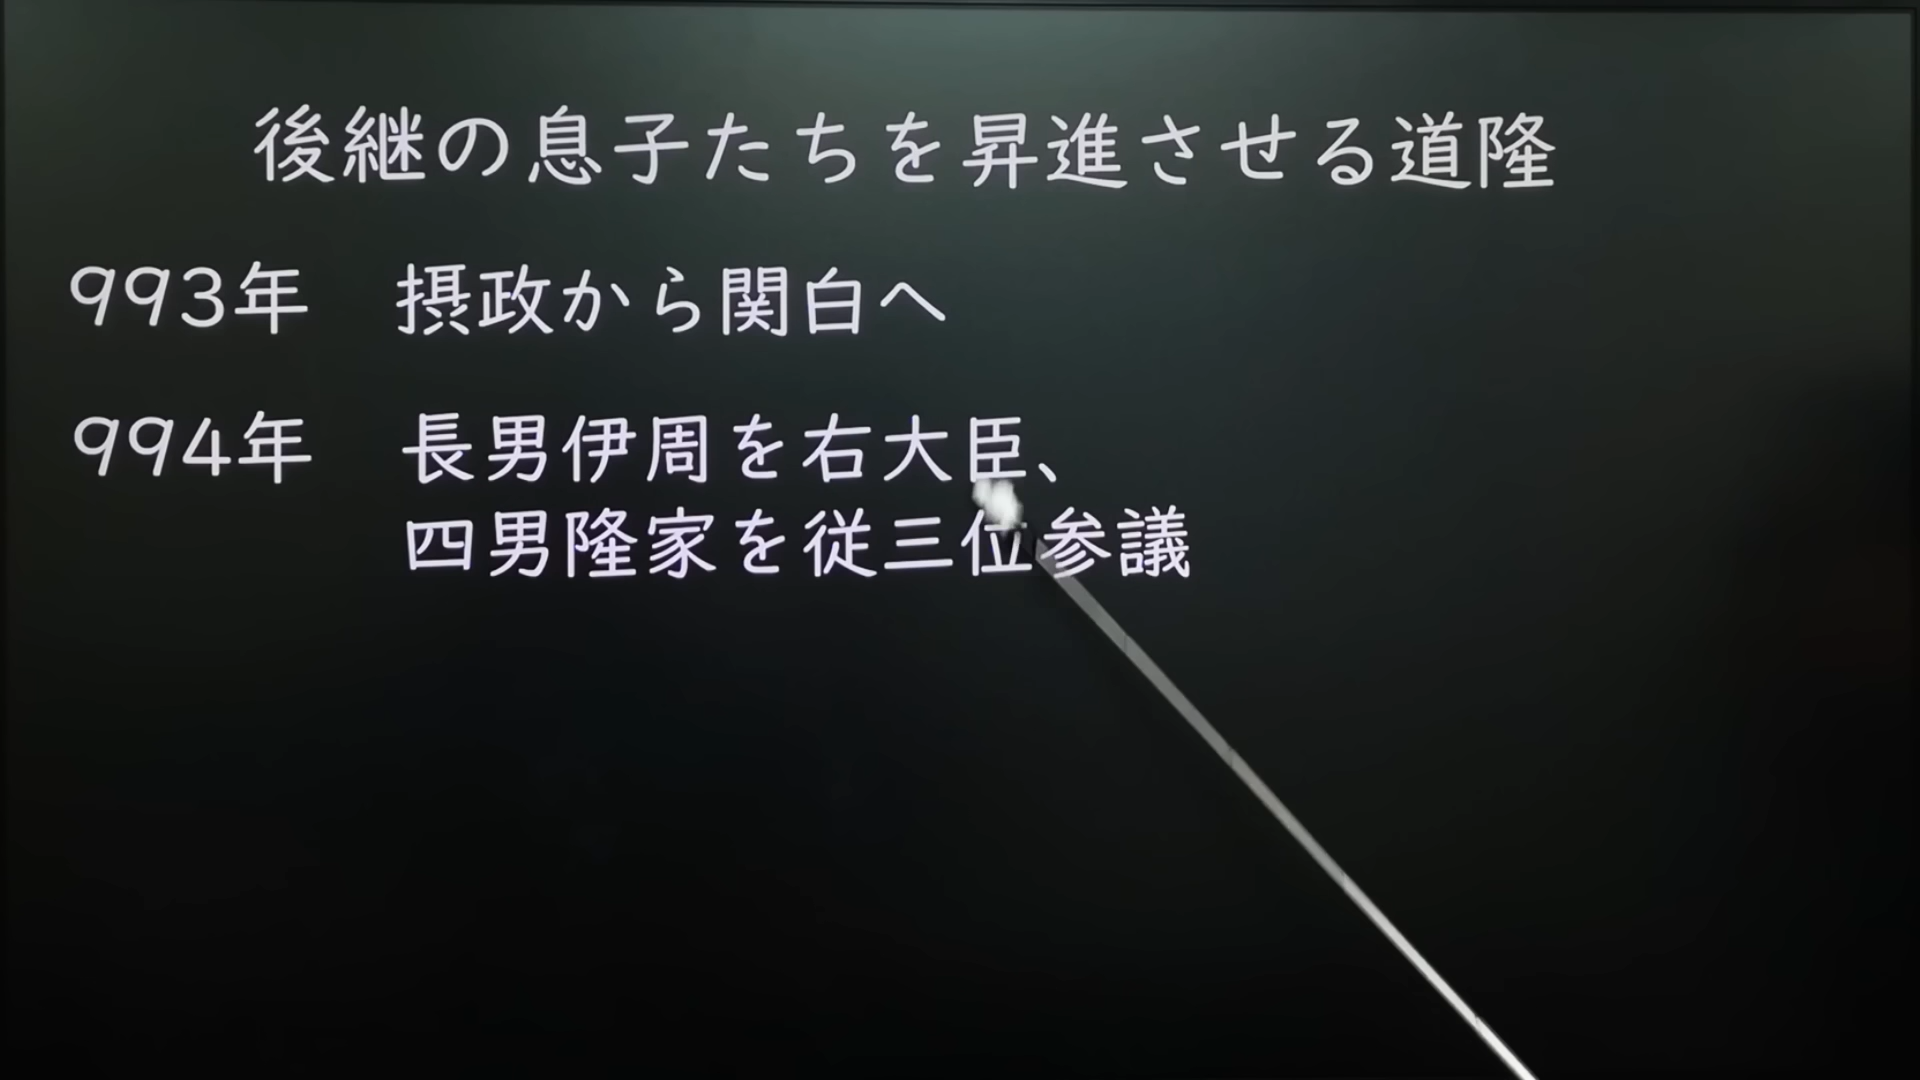 後継の息子たちを昇進させる道隆
993年 摂政から関白へ
994年 長男伊周を右大臣、
四男隆家を従三位参議